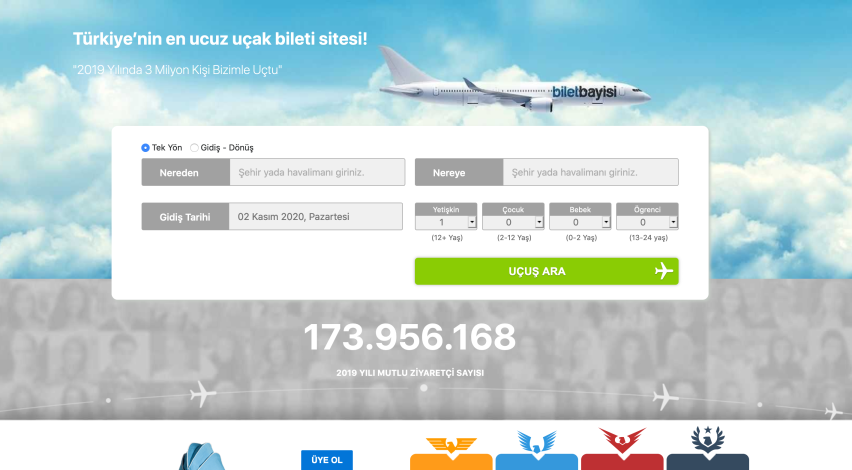 Türkiye'nin en ucuz uçak bileti sitesi!
"2019 Yılında 3 Milyon Kişi Bizimle Uçtu"
biletbayisi
Tek Yön Gidiş - Dönüş
Nereden Şehir yada havalimanı giriniz. Nereye Şehir yada havalimanı giriniz.
Gidiş Tarihi 02 Kasım 2020, Pazartesi
Yetişkin Çocuk Bebek Ögrenci
1 0 0 0
(12+ Yaş) (2-12 Yaş) (0-2 Yaş) (13-24 yaş)
UÇUŞ ARA
173.956.168
2019 YILI MUTLU ZİYARETÇİ SAYISI
ÜYE OL